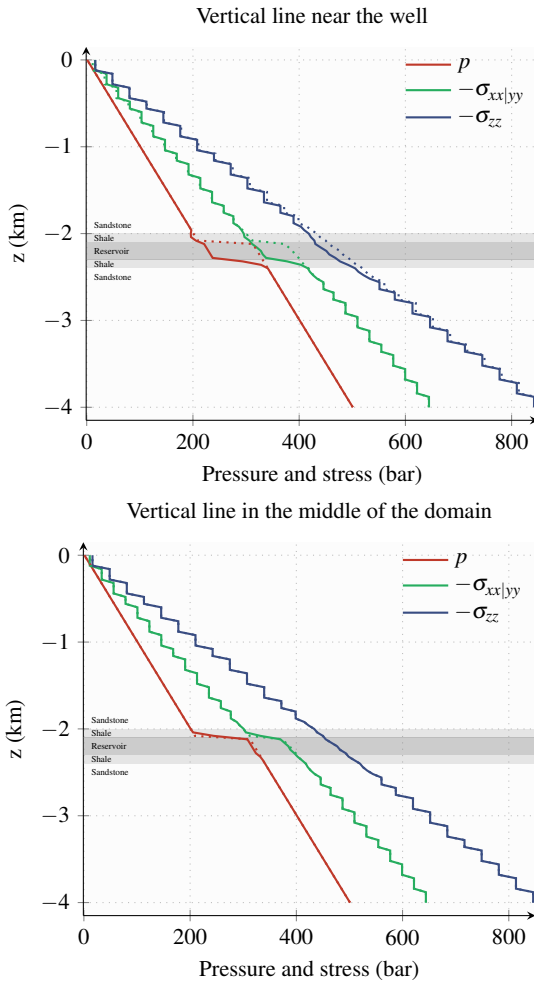 Vertical line near the well
0
p
−σxx|yy
−σzz
−1
z (km)
Sandstone
−2
Shale
Reservoir
Shale
Sandstone
−3
−4
0 200 400 600 800
Pressure and stress (bar)
Vertical line in the middle of the domain
0
p
−σxx|yy
−σzz
−1
z (km)
Sandstone
−2
Shale
Reservoir
Shale
Sandstone
−3
−4
0 200 400 600 800
Pressure and stress (bar)